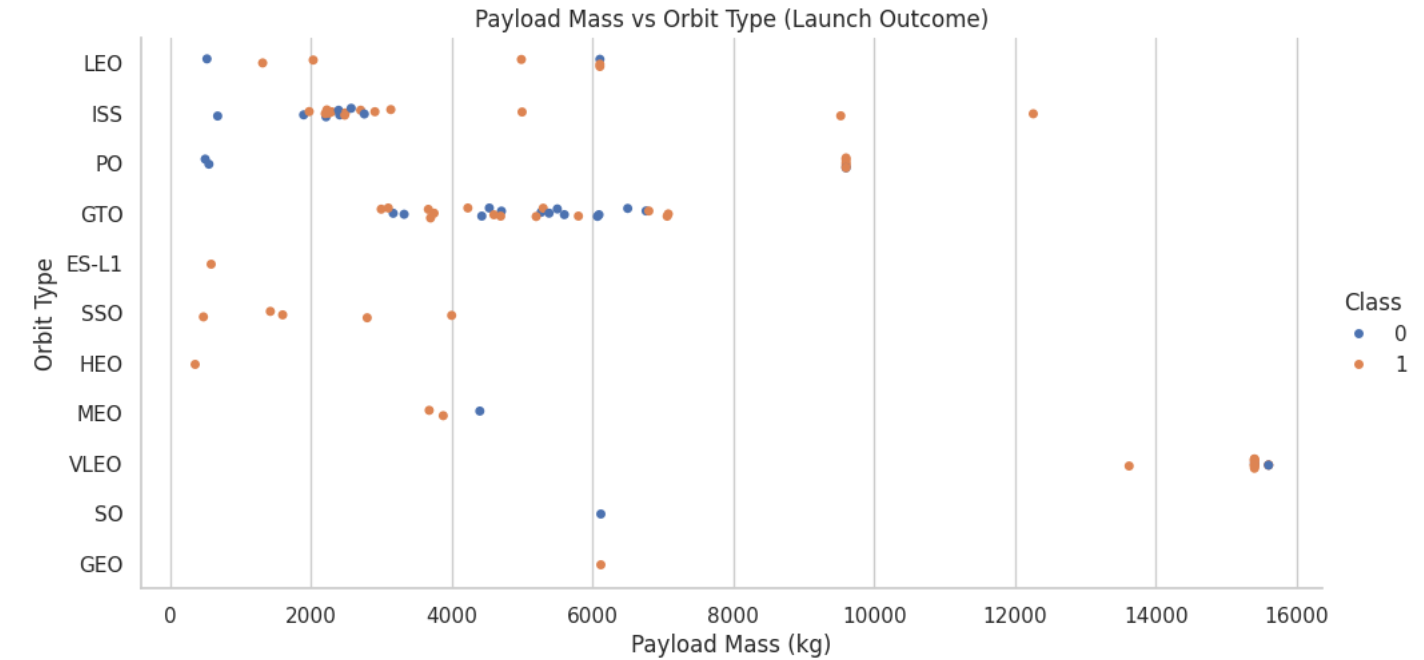 Payload Mass vs Orbit Type (Launch Outcome)
Orbit Type
LEO
ISS
PO
GTO
ES-L1
SSO
HEO
MEO
VLEO
SO
GEO
0 2000 4000 6000 8000 10000 12000 14000 16000
Payload Mass (kg)
Class
0
1